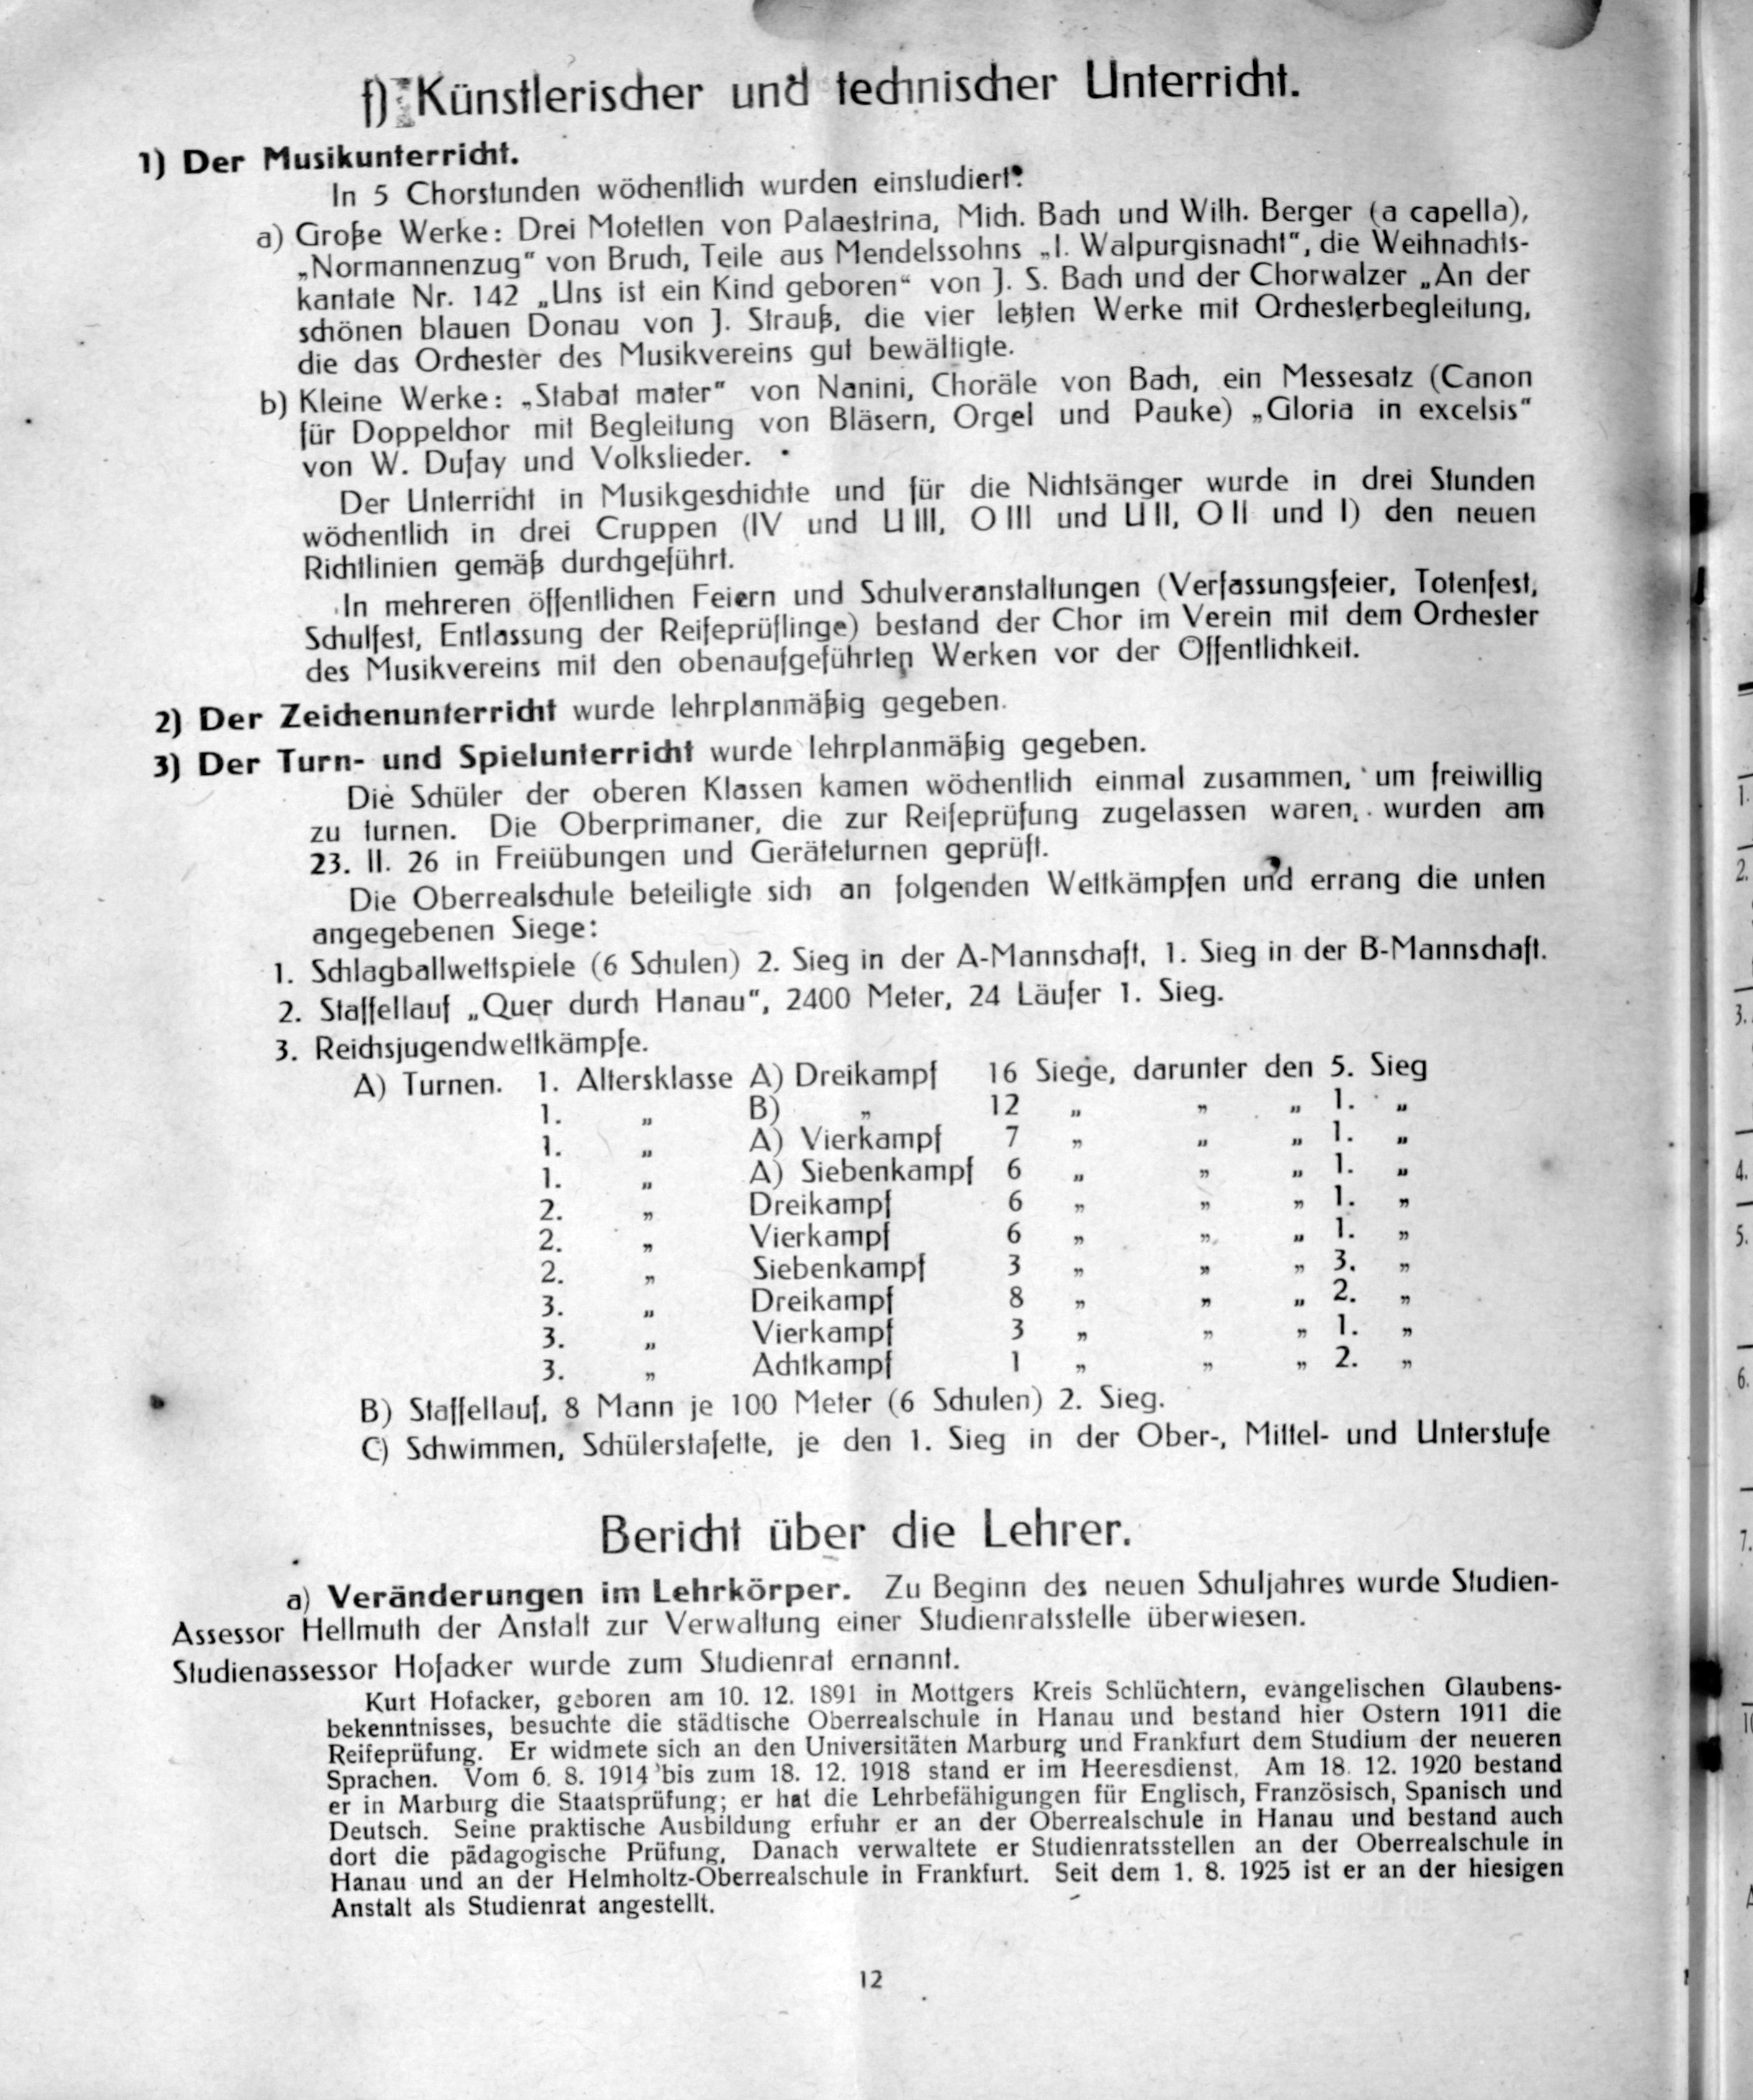 f) Künstlerischer und technischer Unterricht.
1) Der Musikunterricht.
In 5 Chorstunden wöchentlich wurden einstudiert:
a) Große Werke: Drei Motetten von Palaestrina, Mich. Bach und Wilh. Berger (a capella),
„Normannenzug“ von Bruch, Teile aus Mendelssohns „I. Walpurgisnacht“, die Weihnachts-
kantate Nr. 142 „Uns ist ein Kind geboren“ von J. S. Bach und der Chorwalzer „An der
schönen blauen Donau von J. Strauß, die vier letzten Werke mit Orchesterbegleitung,
die das Orchester des Musikvereins gut bewältigte.
b) Kleine Werke: „Stabat mater“ von Nanini, Choräle von Bach, ein Messesatz (Canon
für Doppelchor mit Begleitung von Bläsern, Orgel und Pauke) „Gloria in excelsis“
von W. Dufay und Volkslieder.
Der Unterricht in Musikgeschichte und für die Nichtsänger wurde in drei Stunden
wöchentlich in drei Cruppen (IV und U III, O III und U II, O II und I) den neuen
Richtlinien gemäß durchgeführt.
In mehreren öffentlichen Feiern und Schulveranstaltungen (Verfassungsfeier, Totenfest,
Schulfest, Entlassung der Reifeprüflinge) bestand der Chor im Verein mit dem Orchester
des Musikvereins mit den obenaufgeführten Werken vor der Öffentlichkeit.
2) Der Zeichenunterricht wurde lehrplanmäßig gegeben.
3) Der Turn- und Spielunterricht wurde lehrplanmäßig gegeben.
Die Schüler der oberen Klassen kamen wöchentlich einmal zusammen, um freiwillig
zu turnen. Die Oberprimaner, die zur Reifeprüfung zugelassen waren, wurden am
23. II. 26 in Freiübungen und Geräteturnen geprüft.
Die Oberrealschule beteiligte sich an folgenden Wettkämpfen und errang die unten
angegebenen Siege:
1. Schlagballwettspiele (6 Schulen) 2. Sieg in der A-Mannschaft, 1. Sieg in der B-Mannschaft.
2. Staffellauf „Quer durch Hanau“, 2400 Meter, 24 Läufer 1. Sieg.
3. Reichsjugendwettkämpfe.
A) Turnen. 1. Altersklasse A) Dreikampf 16 Siege, darunter den 5. Sieg
1. „ B) „ 12 „ „ „ 1. „
1. „ A) Vierkampf 7 „ „ „ 1. „
1. „ A) Siebenkampf 6 „ „ „ 1. „
2. „ Dreikampf 6 „ „ „ 1. „
2. „ Vierkampf 6 „ „ „ 1. „
2. „ Siebenkampf 3 „ „ „ 3. „
3. „ Dreikampf 8 „ „ „ 2. „
3. „ Vierkampf 3 „ „ „ 1. „
3. „ Achtkampf 1 „ „ „ 2. „
B) Staffellauf, 8 Mann je 100 Meter (6 Schulen) 2. Sieg.
C) Schwimmen, Schülerstafette, je den 1. Sieg in der Ober-, Mittel- und Unterstufe
Bericht über die Lehrer.
a) Veränderungen im Lehrkörper. Zu Beginn des neuen Schuljahres wurde Studien-
Assessor Hellmuth der Anstalt zur Verwaltung einer Studienratsstelle überwiesen.
Studienassessor Hofacker wurde zum Studienrat ernannt.
Kurt Hofacker, geboren am 10. 12. 1891 in Mottgers Kreis Schlüchtern, evangelischen Glaubens-
bekenntnisses, besuchte die städtische Oberrealschule in Hanau und bestand hier Ostern 1911 die
Reifeprüfung. Er widmete sich an den Universitäten Marburg und Frankfurt dem Studium der neueren
Sprachen. Vom 6. 8. 1914 bis zum 18. 12. 1918 stand er im Heeresdienst. Am 18. 12. 1920 bestand
er in Marburg die Staatsprüfung; er hat die Lehrbefähigungen für Englisch, Französisch, Spanisch und
Deutsch. Seine praktische Ausbildung erfuhr er an der Oberrealschule in Hanau und bestand auch
dort die pädagogische Prüfung. Danach verwaltete er Studienratsstellen an der Oberrealschule in
Hanau und an der Helmholtz-Oberrealschule in Frankfurt. Seit dem 1. 8. 1925 ist er an der hiesigen
Anstalt als Studienrat angestellt.
12
1.
2.
3.
4.
5.
6.
7.